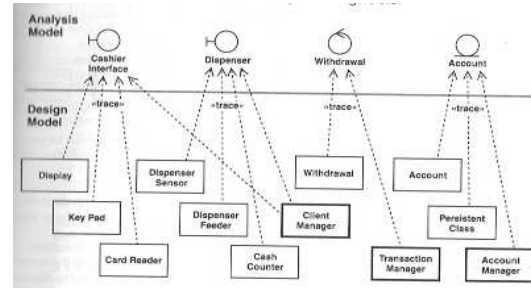 Analysis
Model
Cashier
Interface
Dispenser
Withdrawal
Account
«trace»
«trace»
«trace»
«trace»
Design
Model
Display
Dispenser
Sensor
Withdrawal
Account
Key Pad
Dispenser
Feeder
Client
Manager
Persistent
Class
Card Reader
Cash
Counter
Transaction
Manager
Account
Manager